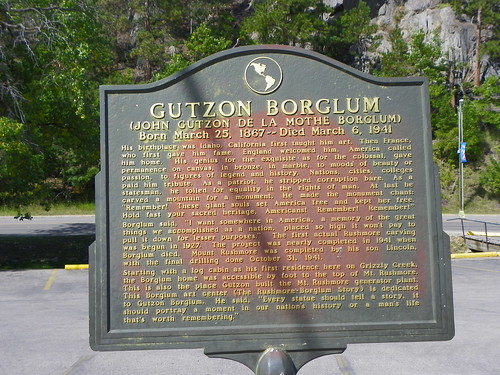 GUTZON BORGLUM
(JOHN GUTZON DE LA MOTHE BORGLUM)
Born March 25, 1867--Died March 6, 1941
His birthplace was Idaho. California first taught him art. Then France,
who first gave him fame. England welcomed him. America called
him home. His genius for the exquisite as for the colossal, gave
permanence on canvas, in bronze, in marble, to moods of beauty or
passion, to figures of legend and history. Nations, cities, colleges
paid him tribute. As a patriot, he stripped corruption bare. As a
statesman, he toiled for equality in the rights of man. At last he
carved a mountain for a monument. He made the mountain chant:
"Remember! These giant souls set America free and kept her free.
Hold fast your sacred heritage, Americans! Remember! Remember!"
Borglum said, "I want somewhere in America, a memory of the great
things we accomplished as a nation, placed so high it won't pay to
pull it down for lesser purposes." The first actual Rushmore carving
was begun in 1927. The project was nearly completed in 1941 when
Borglum died. Mount Rushmore was completed by his son, Lincoln,
with the final drilling done October 31, 1941.
Starting with a log cabin as his first residence here on Grizzly Creek,
the Borglum home was accessible by foot to the top of Mt. Rushmore.
This is also the place Gutzon built the Mt. Rushmore generator plant.
This Borglum art center (The Rushmore-Borglum Story) is dedicated
to Gutzon Borglum. He said, "Every statue should tell a story, it
should portray a moment in our nation's history or a man's life
that's worth remembering."